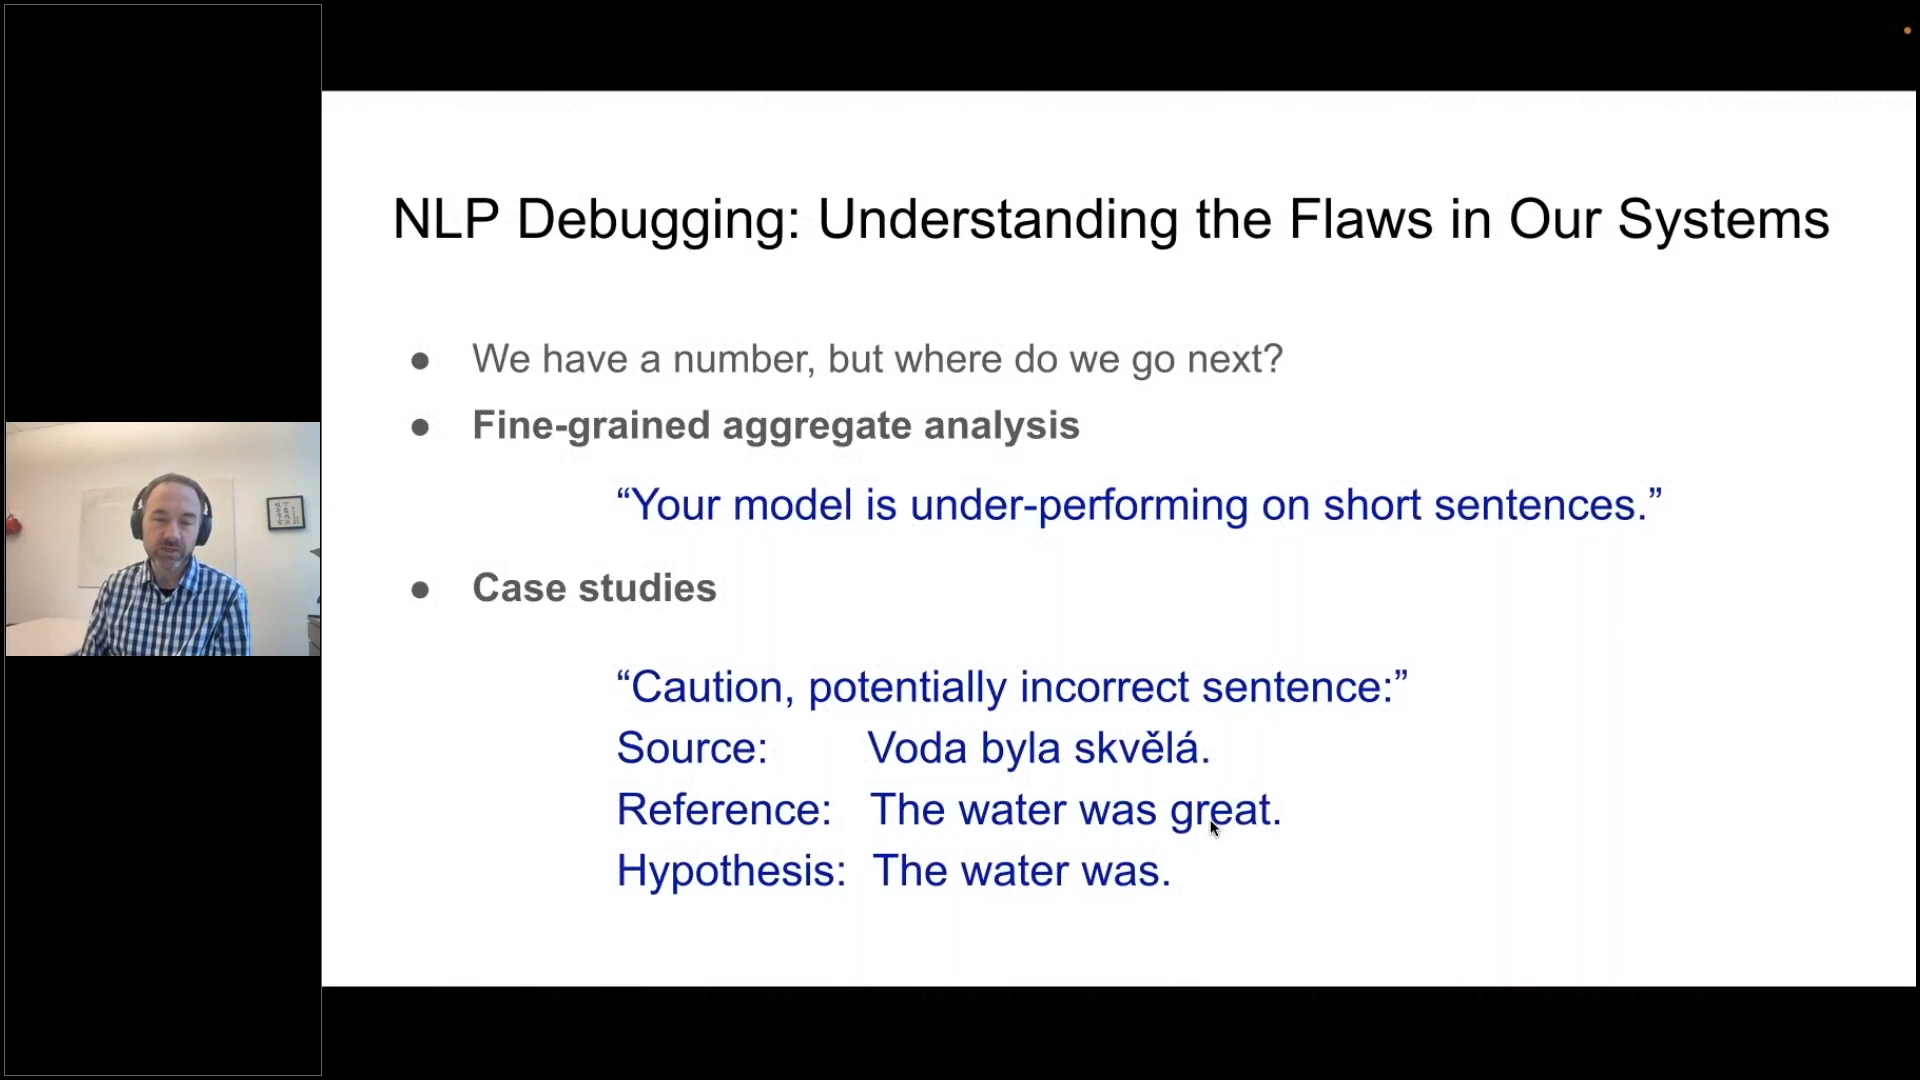 NLP Debugging: Understanding the Flaws in Our Systems
● We have a number, but where do we go next?
● Fine-grained aggregate analysis
“Your model is under-performing on short sentences.”
● Case studies
“Caution, potentially incorrect sentence:”
Source: Voda byla skvělá.
Reference: The water was great.
Hypothesis: The water was.